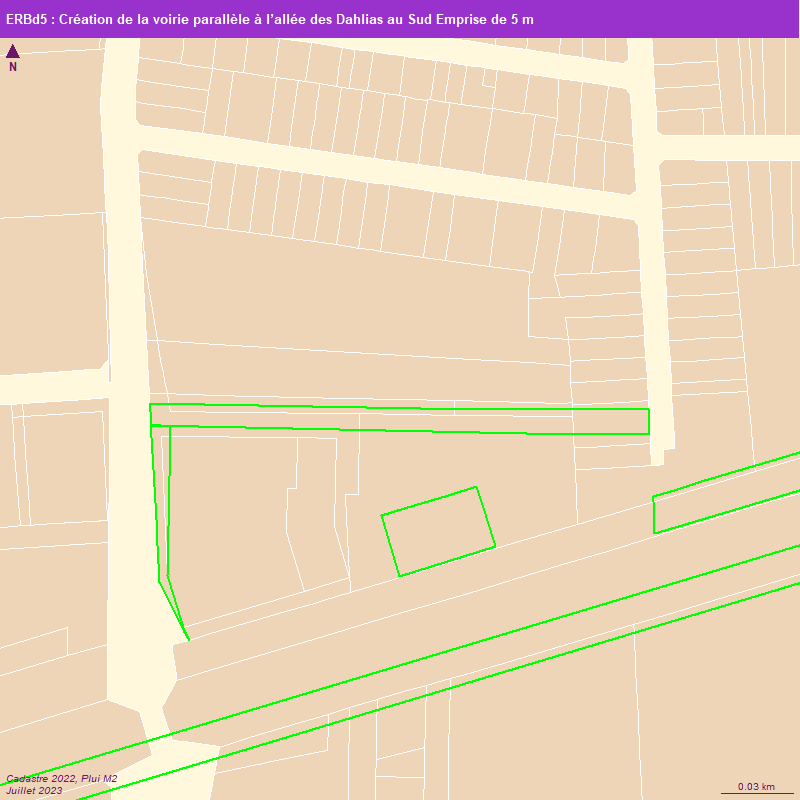 ERBd5 : Création de la voirie parallèle à l'allée des Dahlias au Sud Emprise de 5 m
N
Cadastre 2022, Plui M2
Juillet 2023
0.03 km